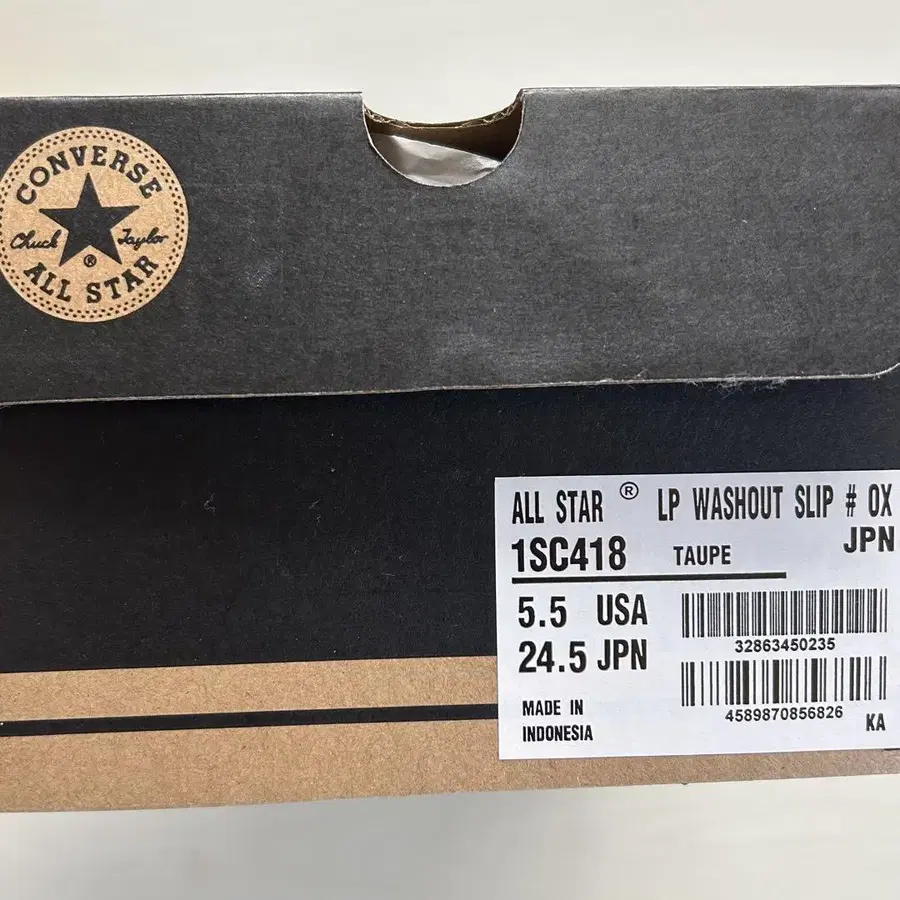 CONVERSE
Chuck Taylor
®
ALL STAR
ALL STAR ® LP WASHOUT SLIP # OX
1SC418 TAUPE JPN
5.5 USA
32863450235
24.5 JPN
4589870856826
MADE IN
INDONESIA
KA